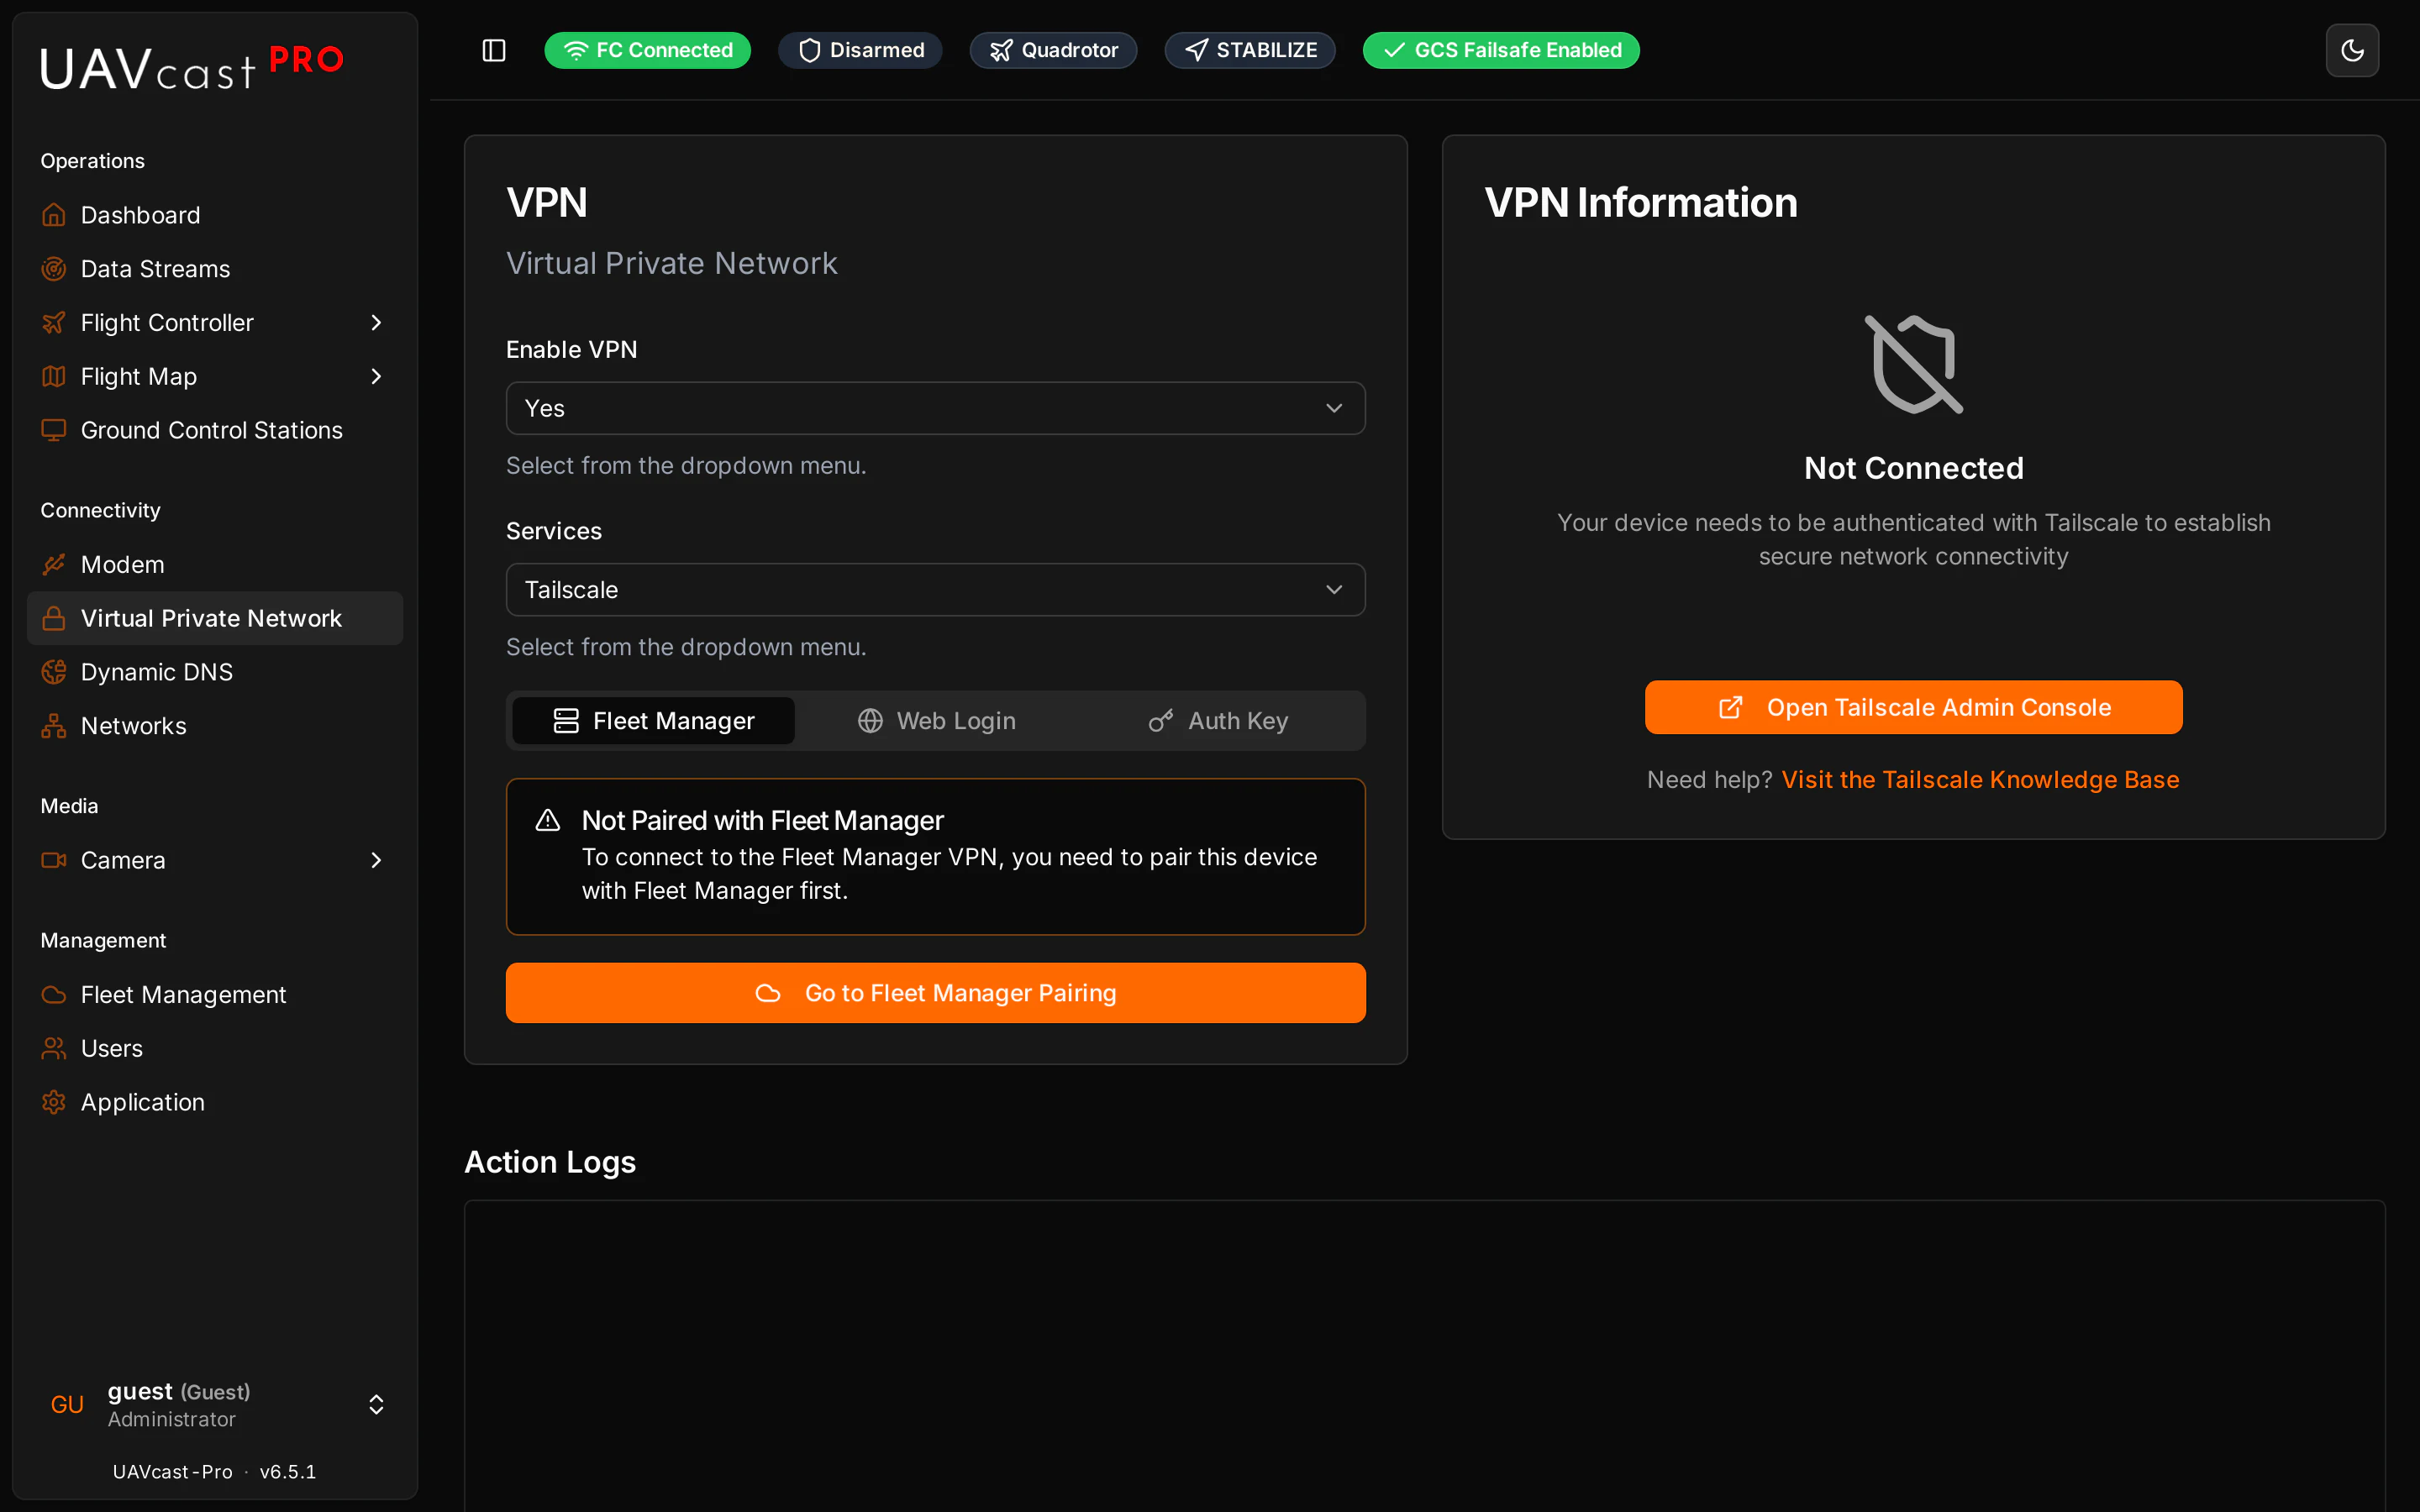 UAVcast PRO
Operations
Dashboard
Data Streams
Flight Controller
Flight Map
Ground Control Stations
Connectivity
Modem
Virtual Private Network
Dynamic DNS
Networks
Media
Camera
Management
Fleet Management
Users
Application
GU
guest (Guest)
Administrator
UAVcast-Pro · v6.5.1
FC Connected
Disarmed
Quadrotor
STABILIZE
GCS Failsafe Enabled
VPN
Virtual Private Network
Enable VPN
Yes
Select from the dropdown menu.
Services
Tailscale
Select from the dropdown menu.
Fleet Manager
Web Login
Auth Key
Not Paired with Fleet Manager
To connect to the Fleet Manager VPN, you need to pair this device
with Fleet Manager first.
Go to Fleet Manager Pairing
VPN Information
Not Connected
Your device needs to be authenticated with Tailscale to establish
secure network connectivity
Open Tailscale Admin Console
Need help? Visit the Tailscale Knowledge Base
Action Logs